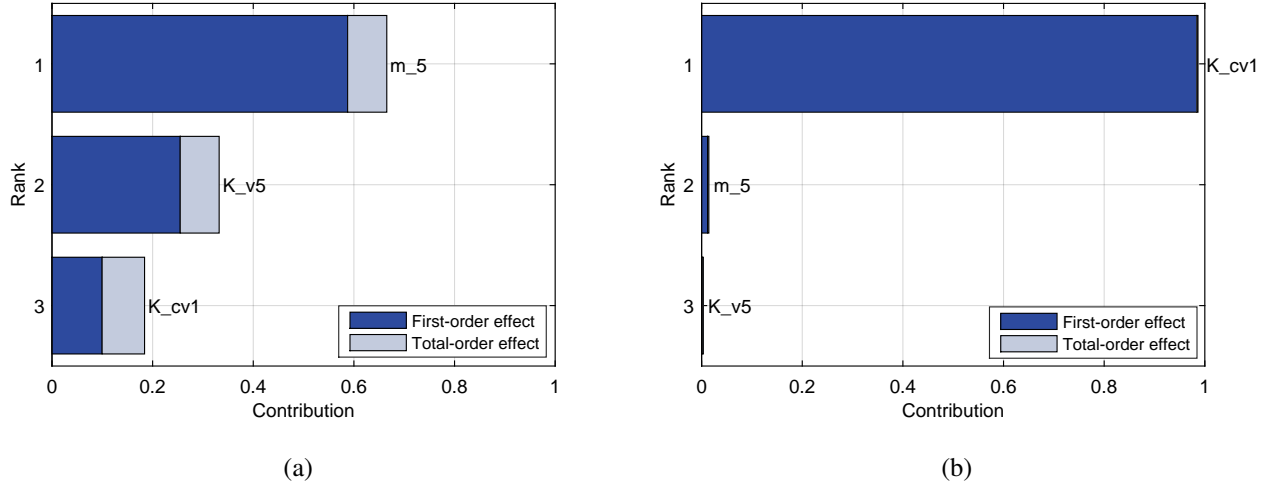 1
m_5
Rank
2
K_v5
3
K_cv1
First-order effect
Total-order effect
0 0.2 0.4 0.6 0.8 1
Contribution
(a)
1
K_cv1
Rank
2
m_5
3
K_v5
First-order effect
Total-order effect
0 0.2 0.4 0.6 0.8 1
Contribution
(b)